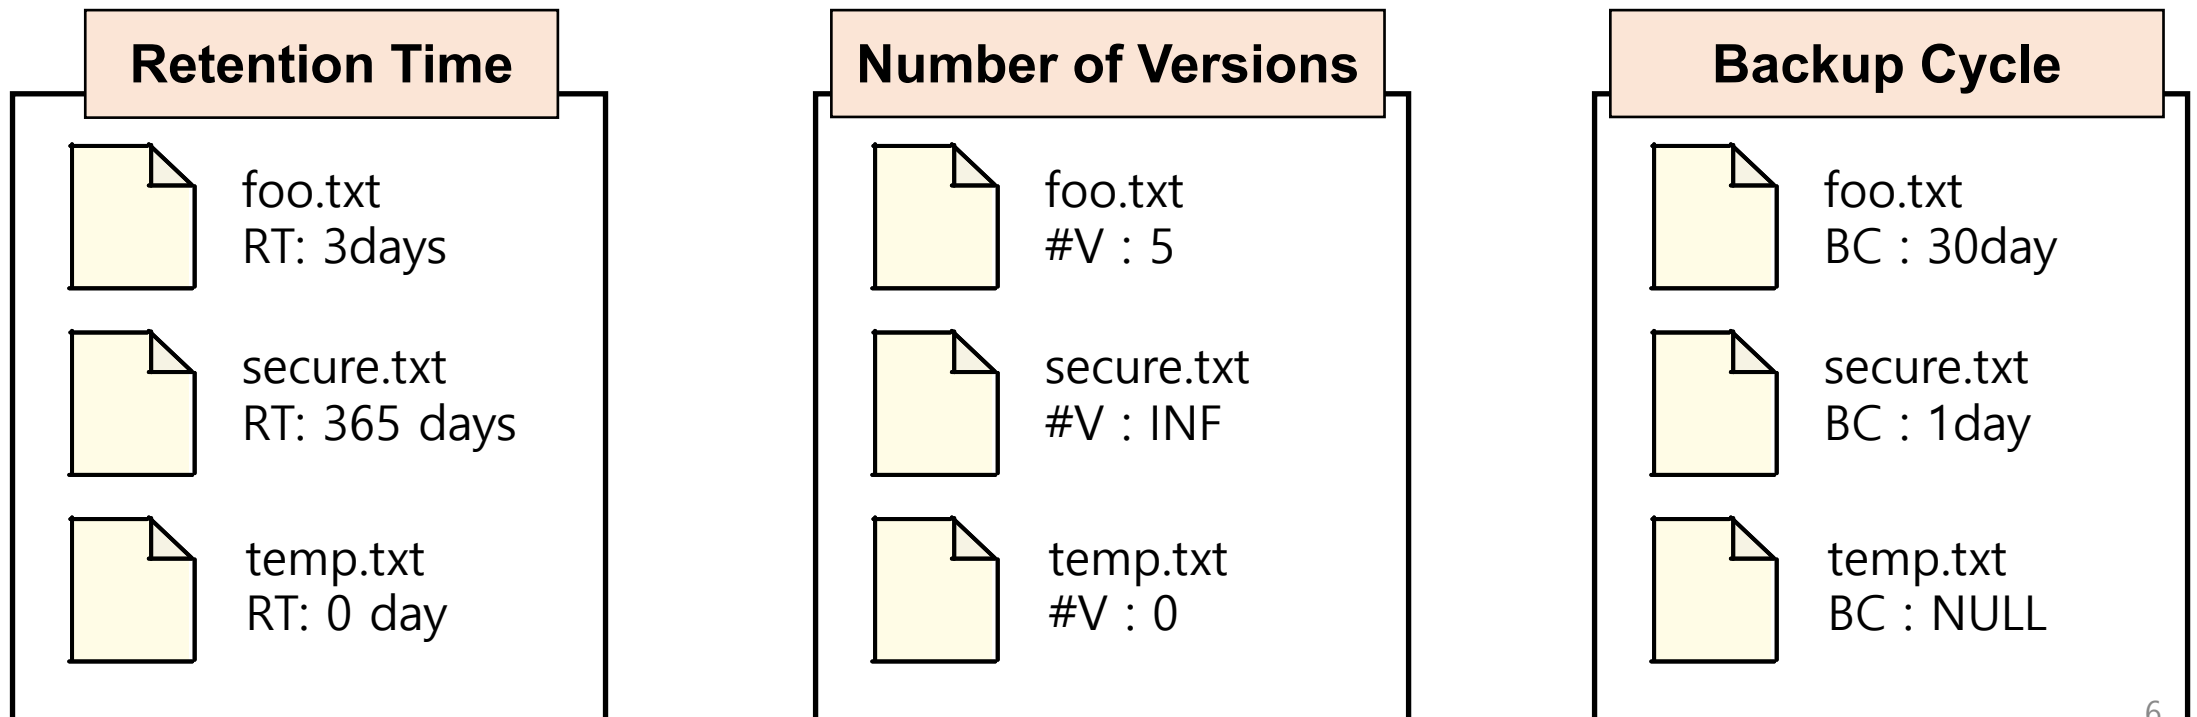 Retention Time
foo.txt
RT: 3days
secure.txt
RT: 365 days
temp.txt
RT: 0 day
Number of Versions
foo.txt
#V : 5
secure.txt
#V : INF
temp.txt
#V : 0
Backup Cycle
foo.txt
BC : 30day
secure.txt
BC : 1day
temp.txt
BC : NULL
6